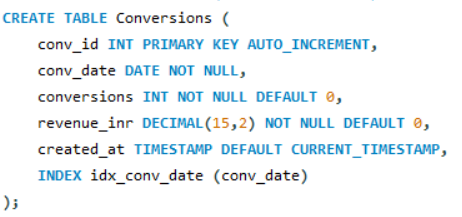 CREATE TABLE Conversions (
    conv_id INT PRIMARY KEY AUTO_INCREMENT,
    conv_date DATE NOT NULL,
    conversions INT NOT NULL DEFAULT 0,
    revenue_inr DECIMAL(15,2) NOT NULL DEFAULT 0,
    created_at TIMESTAMP DEFAULT CURRENT_TIMESTAMP,
    INDEX idx_conv_date (conv_date)
);